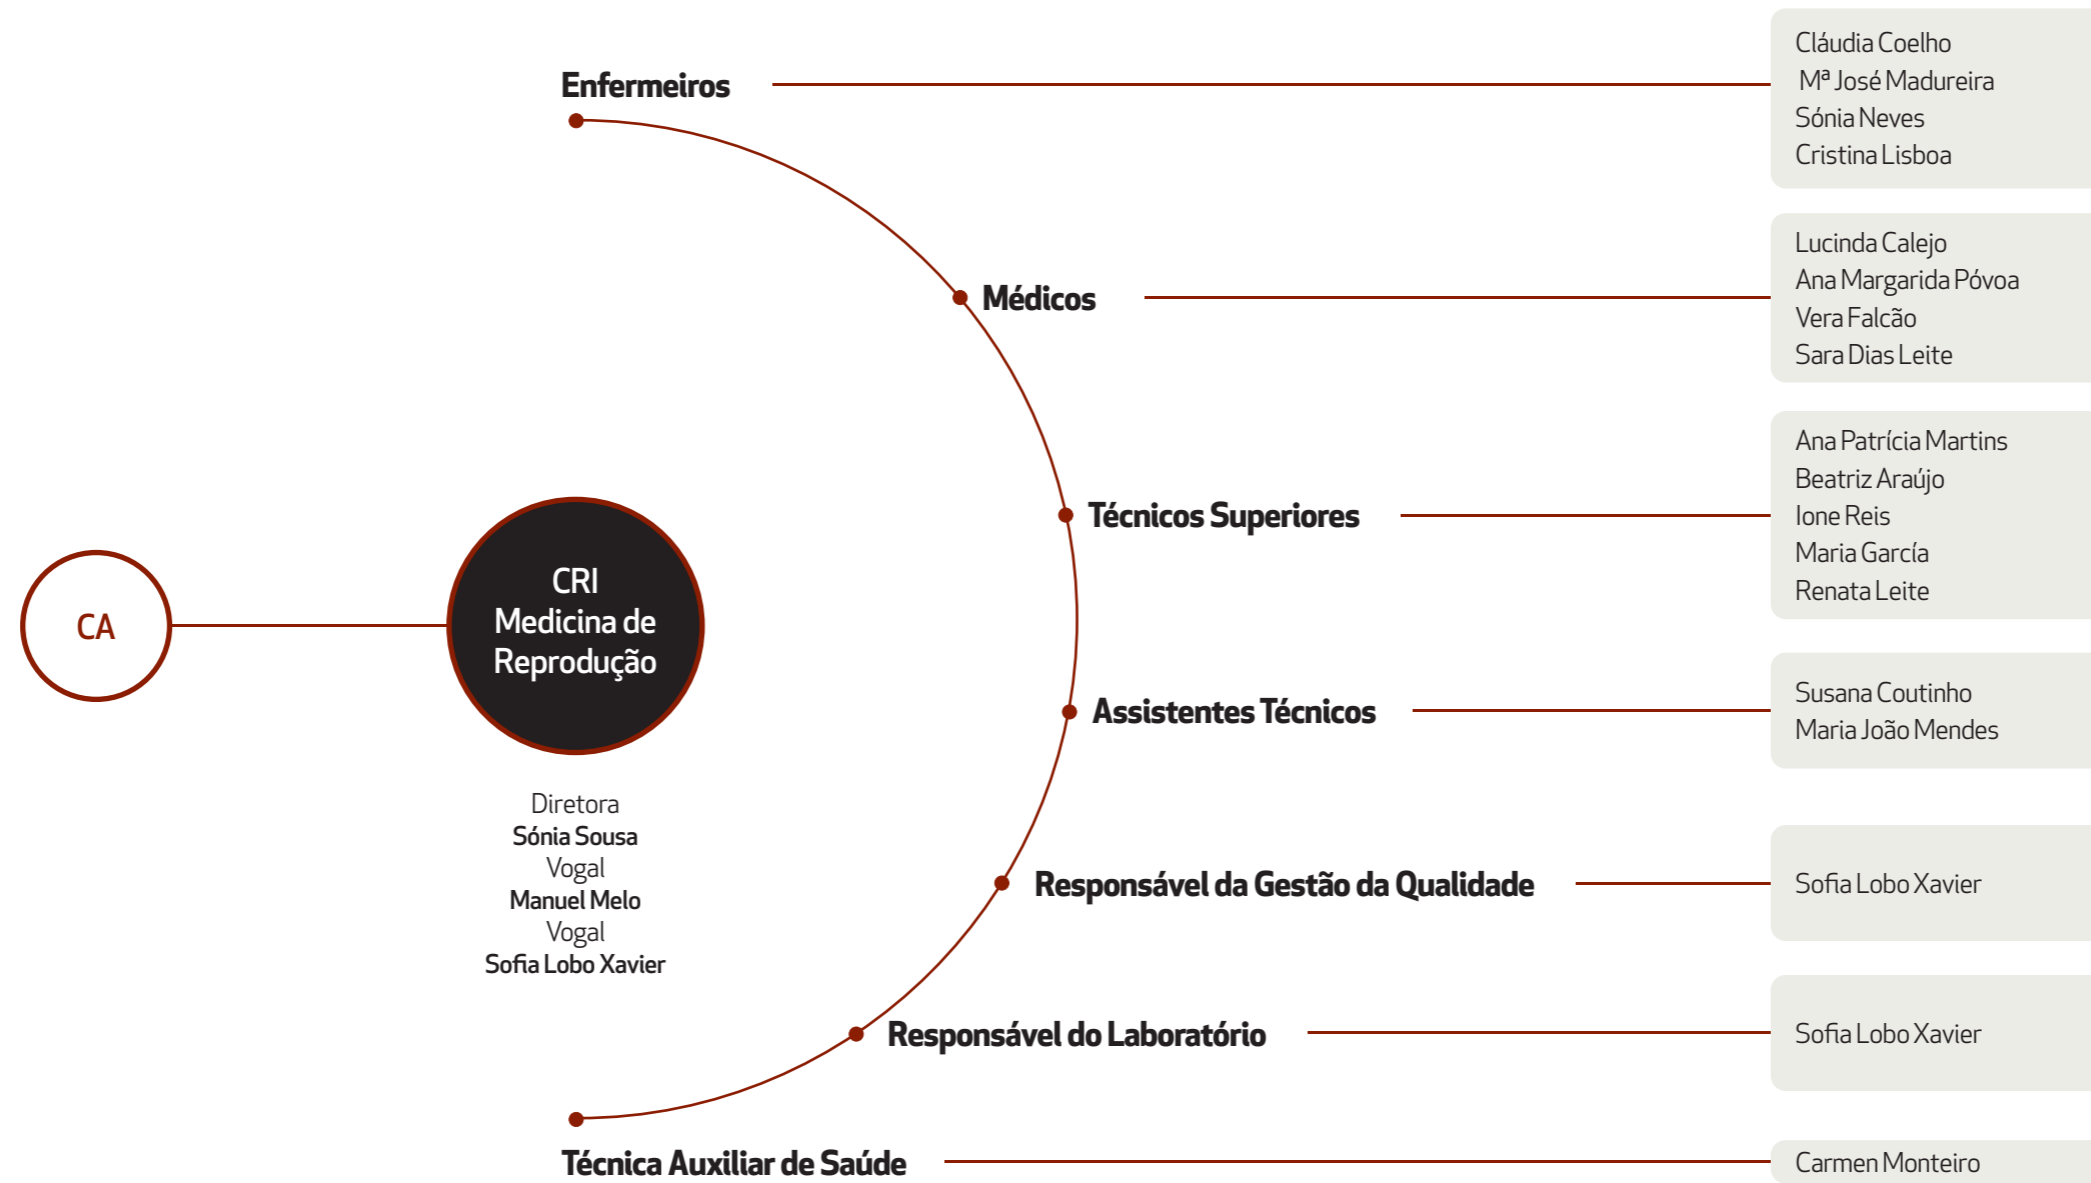 Enfermeiros
Cláudia Coelho
Mª José Madureira
Sónia Neves
Cristina Lisboa
Médicos
Lucinda Calejo
Ana Margarida Póvoa
Vera Falcão
Sara Dias Leite
Técnicos Superiores
Ana Patrícia Martins
Beatriz Araújo
Ione Reis
Maria García
Renata Leite
CA
CRI
Medicina de
Reprodução
Assistentes Técnicos
Susana Coutinho
Maria João Mendes
Diretora
Sónia Sousa
Vogal
Manuel Melo
Vogal
Sofia Lobo Xavier
Responsável da Gestão da Qualidade
Sofia Lobo Xavier
Responsável do Laboratório
Sofia Lobo Xavier
Técnica Auxiliar de Saúde
Carmen Monteiro